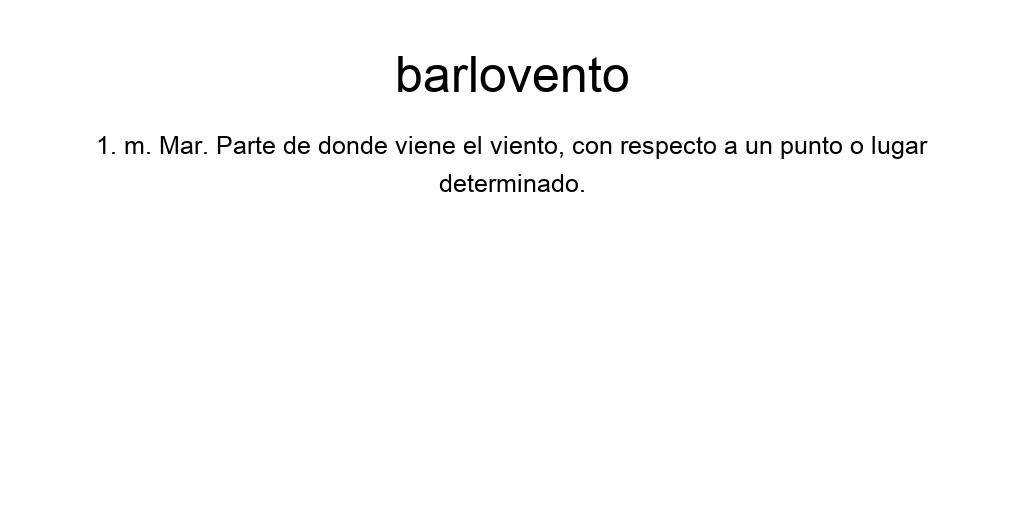 barlovento
1. m. Mar. Parte de donde viene el viento, con respecto a un punto o lugar
determinado.